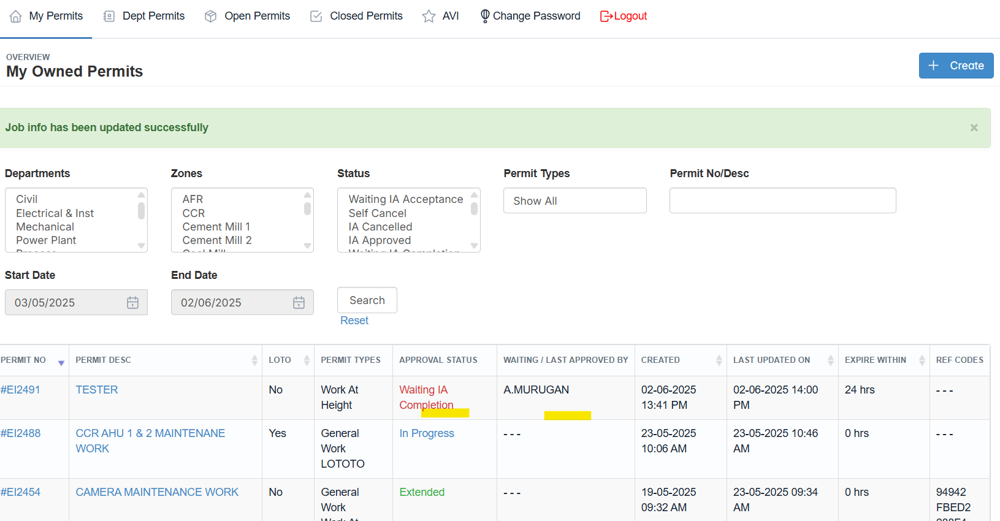 My Permits Dept Permits Open Permits Closed Permits AVI Change Password Logout
OVERVIEW
My Owned Permits
Create
Job info has been updated successfully
×
Departments Zones Status Permit Types Permit No/Desc
Civil
Electrical & Inst
Mechanical
Power Plant
AFR
CCR
Cement Mill 1
Cement Mill 2
Coal Mill
Waiting IA Acceptance
Self Cancel
IA Cancelled
IA Approved
Waiting IA Completion
Show All
Start Date End Date
03/05/2025 02/06/2025 Search
Reset
PERMIT NO PERMIT DESC LOTO PERMIT TYPES APPROVAL STATUS WAITING / LAST APPROVED BY CREATED LAST UPDATED ON EXPIRE WITHIN REF CODES
#EI2491 TESTER No Work At Waiting IA A.MURUGAN 02-06-2025 02-06-2025 14:00 24 hrs - - -
Height Completion 13:41 PM PM
#EI2488 CCR AHU 1 & 2 MAINTENANE Yes General In Progress - - - 23-05-2025 23-05-2025 10:46 0 hrs - - -
WORK Work 10:06 AM AM
LOTOTO
#EI2454 CAMERA MAINTENANCE WORK No General Extended - - - 19-05-2025 23-05-2025 09:34 0 hrs 94942
Work 09:32 AM AM FBED2